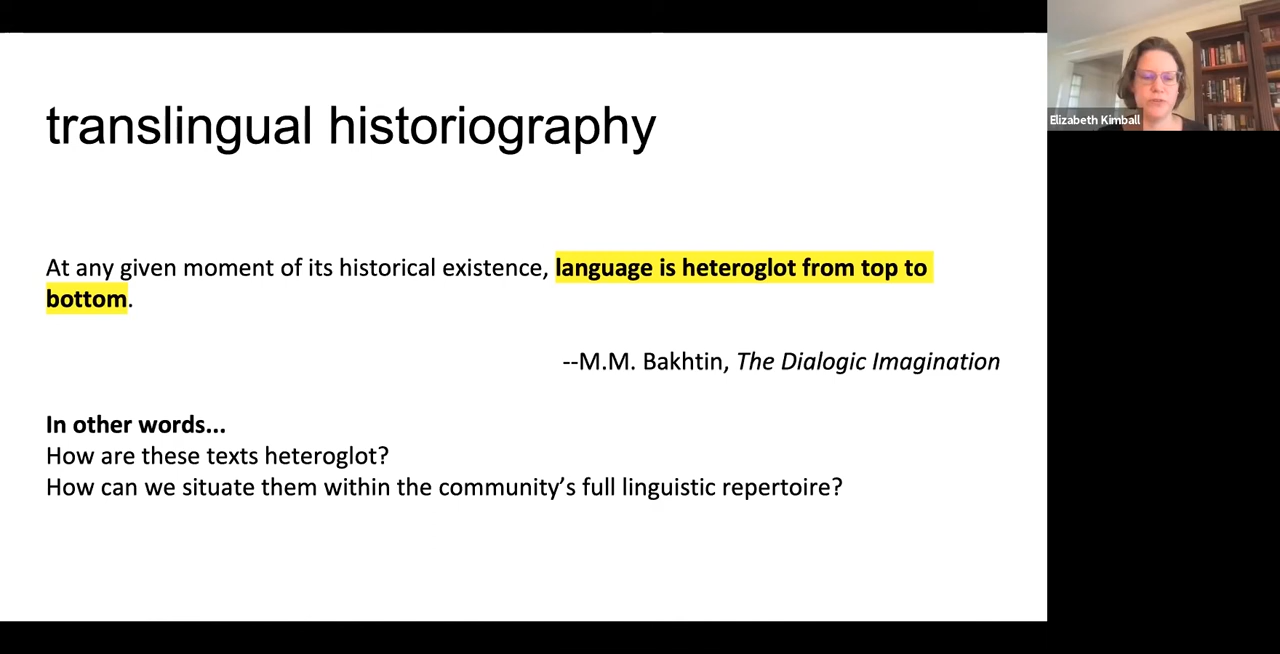 translingual historiography
At any given moment of its historical existence, language is heteroglot from top to
bottom.
--M.M. Bakhtin, The Dialogic Imagination
In other words...
How are these texts heteroglot?
How can we situate them within the community’s full linguistic repertoire?
Elizabeth Kimball